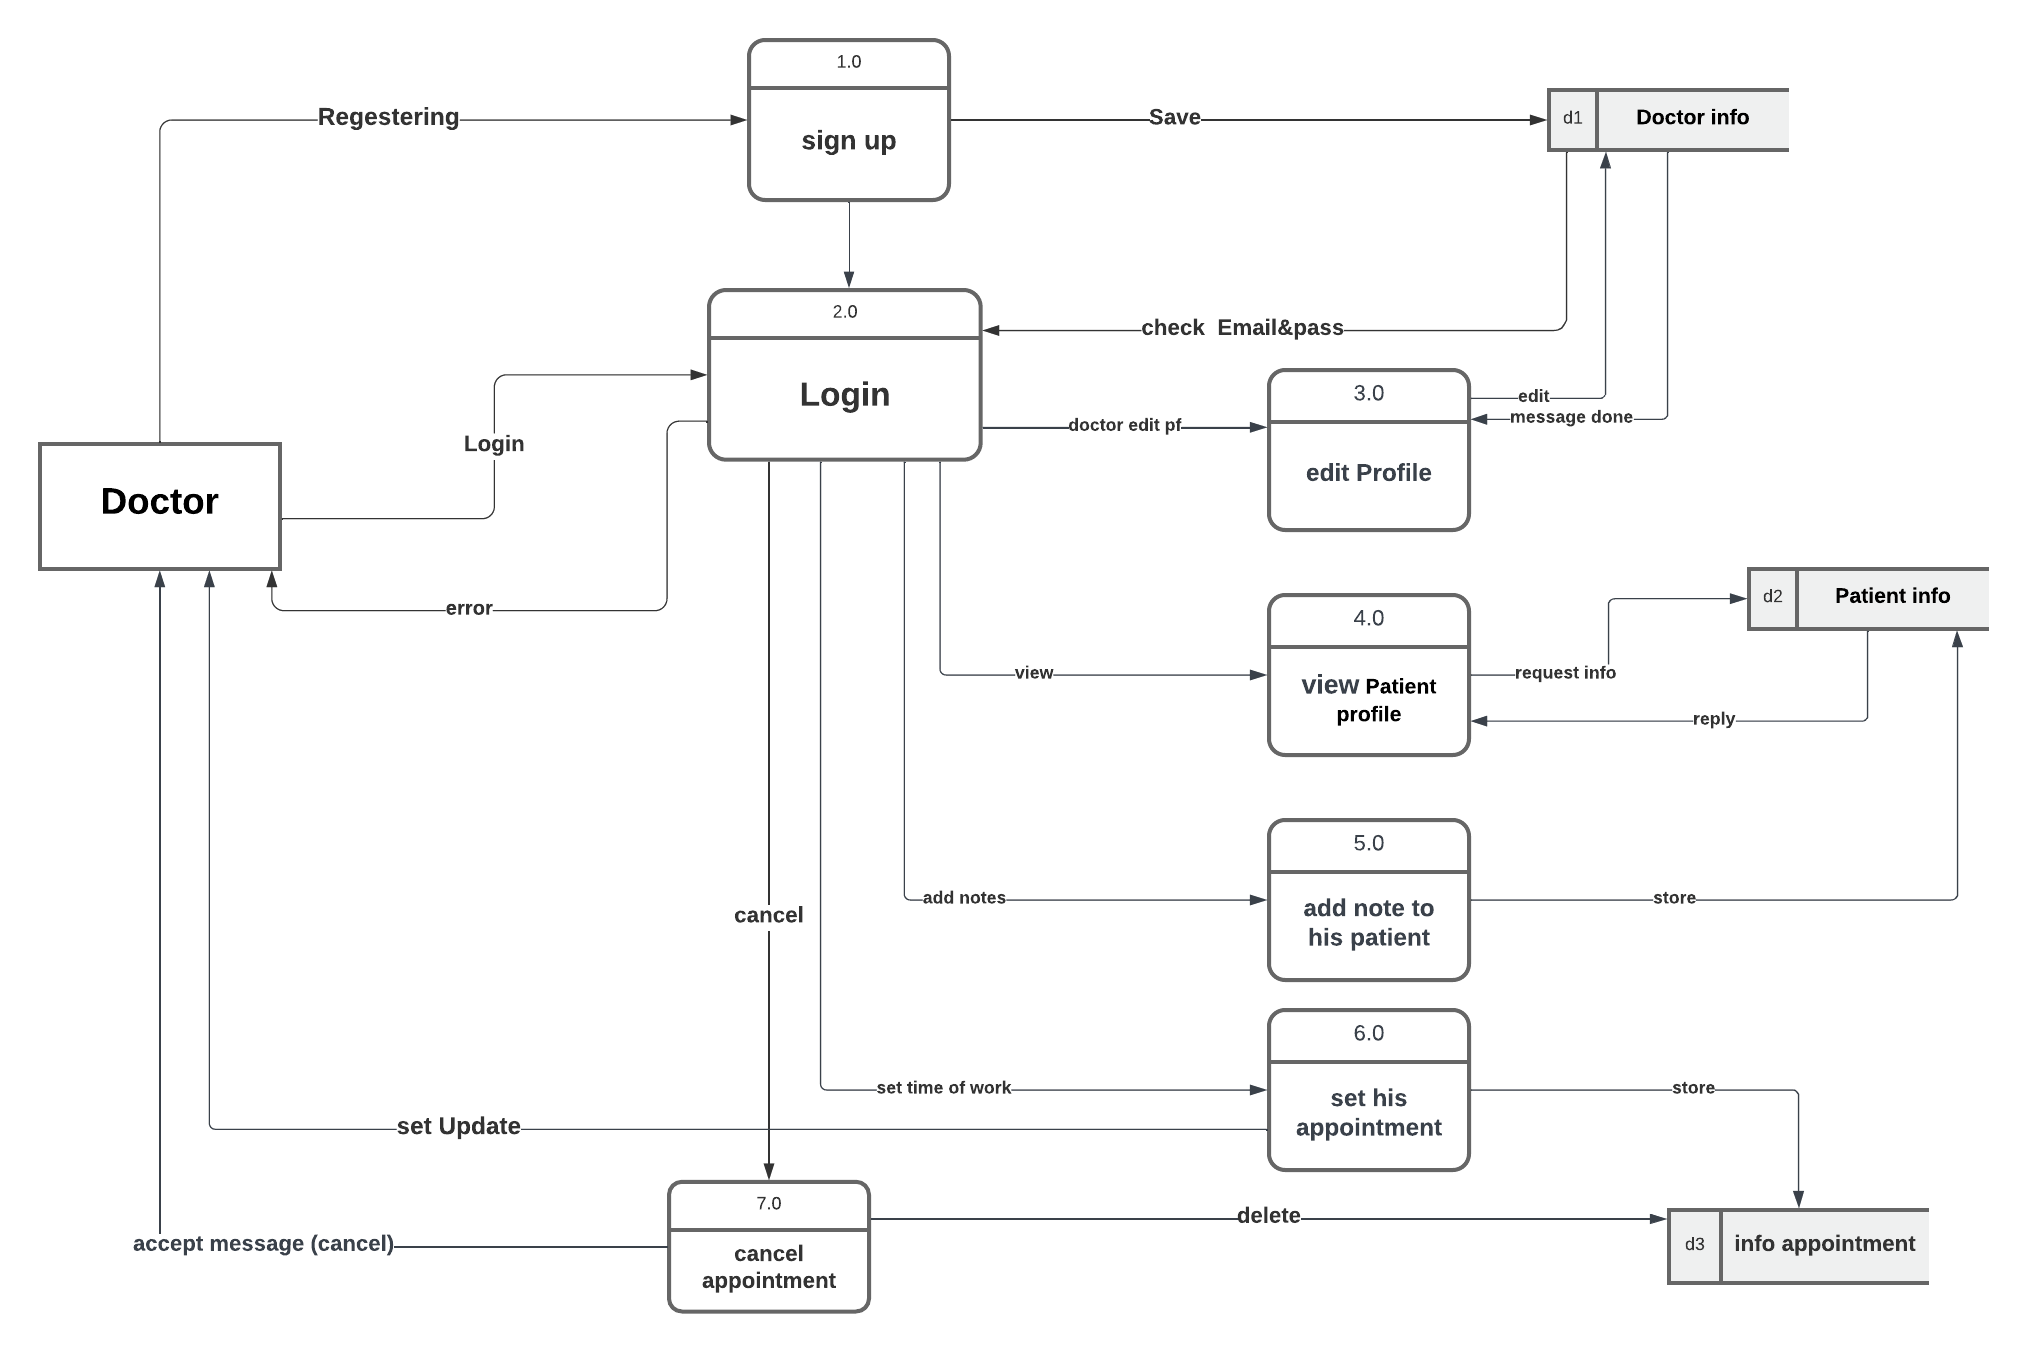 1.0
sign up
Regestering
Save
d1
Doctor info
2.0
Login
check  Email&pass
3.0
edit Profile
edit
message done
doctor edit pf
Login
Doctor
error
4.0
view Patient
profile
view
request info
reply
d2
Patient info
5.0
add note to
his patient
add notes
store
cancel
6.0
set his
appointment
set time of work
store
set Update
7.0
cancel
appointment
delete
accept message (cancel)
d3
info appointment